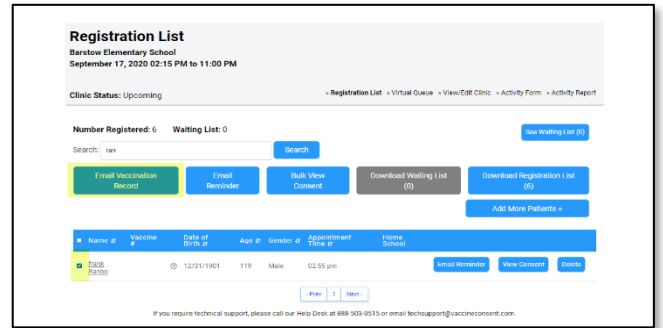 Registration List
Barstow Elementary School
September 17, 2020 02:15 PM to 11:00 PM
Clinic Status: Upcoming
» Registration List » Virtual Queue » View/Edit Clinic » Activity Form » Activity Report
Number Registered: 6 Waiting List: 0
See Waiting List (0)
Search: ran Search
Email Vaccination Record
Email Reminder
Bulk View Consent
Download Waiting List (0)
Download Registration List (6)
Add More Patients +
Name Vaccine # Date of Birth Age Gender Appointment Time Home School
frank Ranbo 12/31/1901 119 Male 02:55 pm Email Reminder View Consent Delete
‹ Prev 1 Next ›
If you require technical support, please call our Help Desk at 888-503-0515 or email techsupport@vaccineconsent.com.